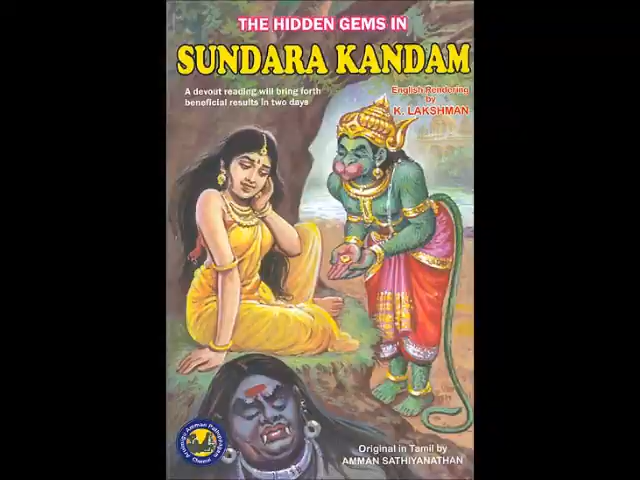 THE HIDDEN GEMS IN
SUNDARA KANDAM
A devout reading will bring forth
beneficial results in two days
English Rendering
by
K. LAKSHMAN
Original in Tamil by
AMMAN SATHIYANATHAN